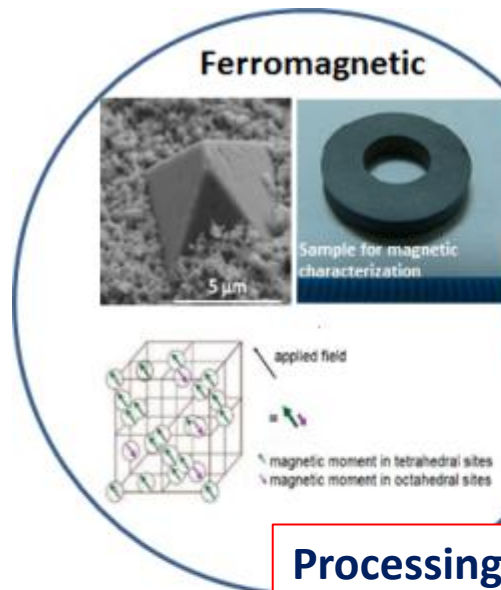 Ferromagnetic
Sample for magnetic
characterization
5 µm
applied field
=
magnetic moment in tetrahedral sites
magnetic moment in octahedral sites
Processing